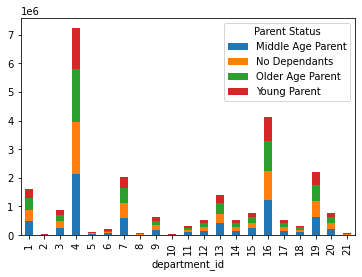 1e6
Parent Status
Middle Age Parent
No Dependants
Older Age Parent
Young Parent
7
6
5
4
3
2
1
0
1 2 3 4 5 6 7 8 9 10 11 12 13 14 15 16 17 18 19 20 21
department_id